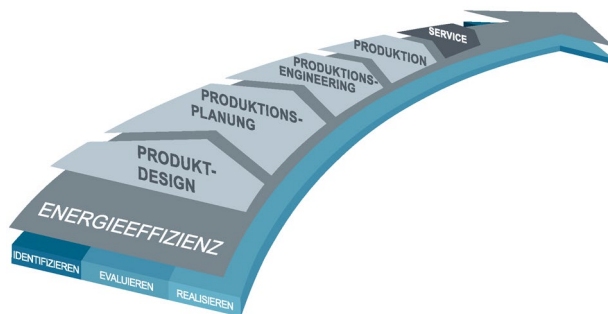 SERVICE
PRODUKTION
PRODUKTIONS-
ENGINEERING
PRODUKTIONS-
PLANUNG
PRODUKT-
DESIGN
ENERGIEEFFIZIENZ
IDENTIFIZIEREN
EVALUIEREN
REALISIEREN